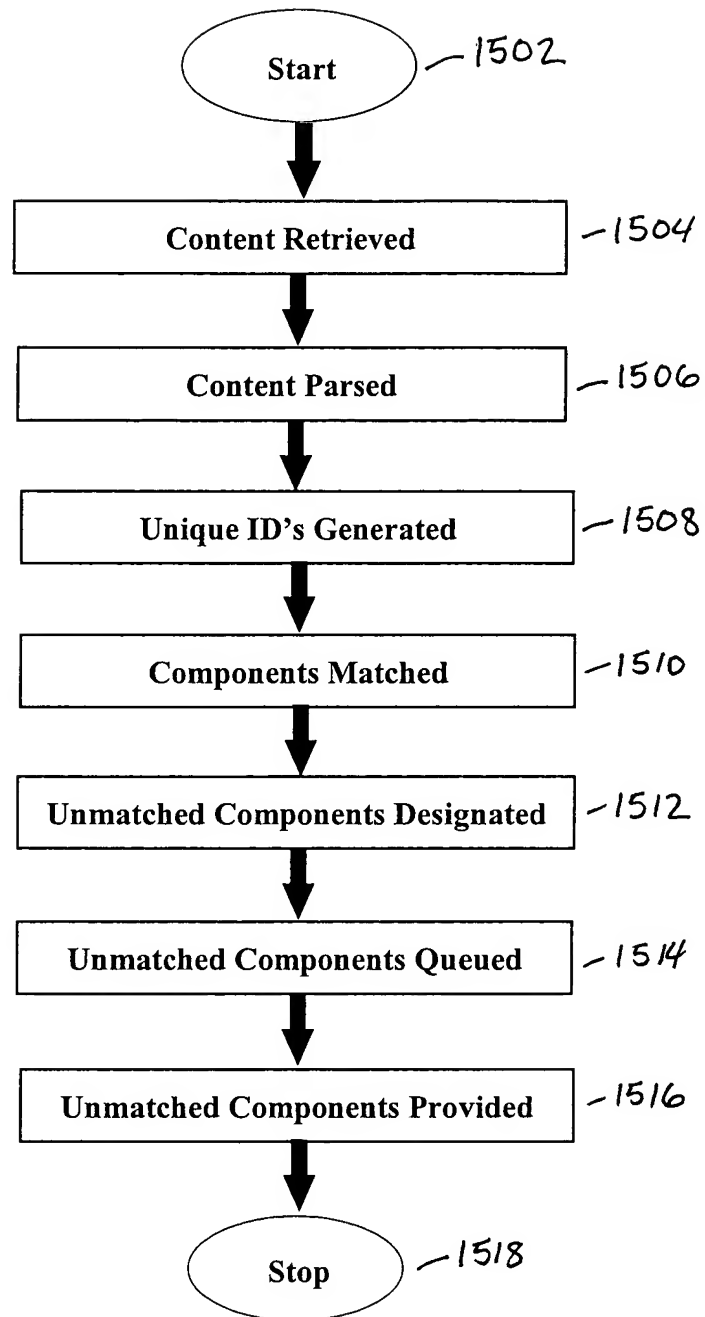 Start 1502
Content Retrieved 1504
Content Parsed 1506
Unique ID's Generated 1508
Components Matched 1510
Unmatched Components Designated 1512
Unmatched Components Queued 1514
Unmatched Components Provided 1516
Stop 1518